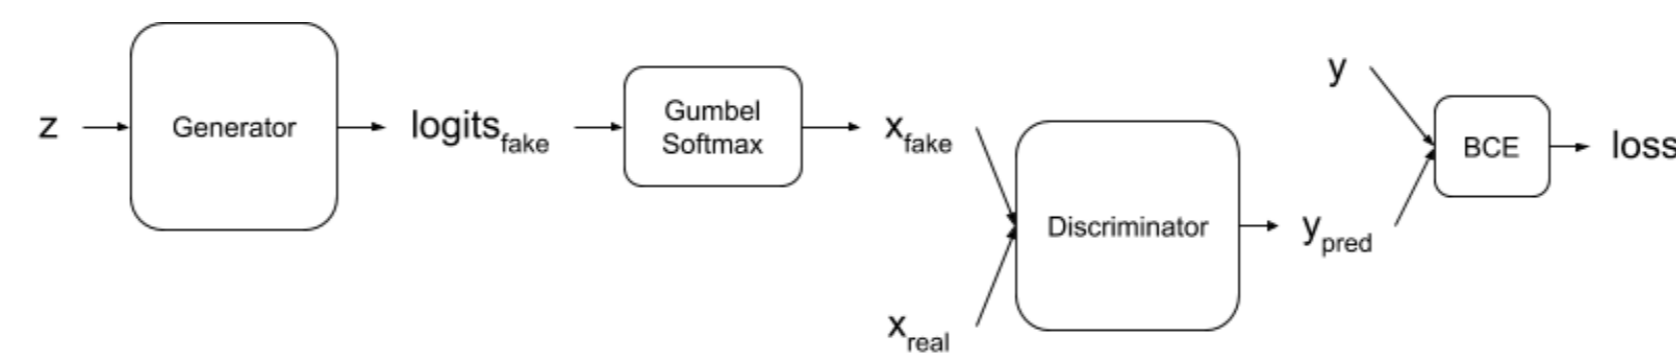 z
Generator
logits_fake
Gumbel
Softmax
x_fake
x_real
Discriminator
y_pred
y
BCE
loss